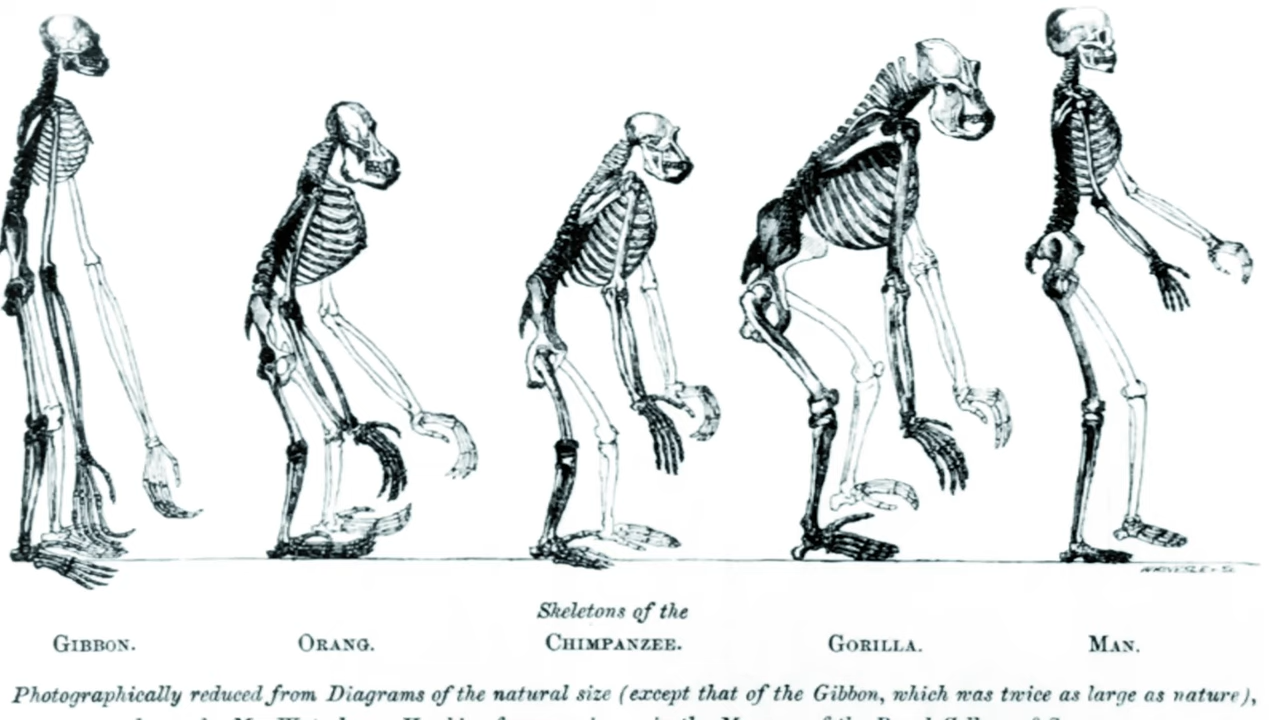 Skeletons of the
GIBBON. ORANG. CHIMPANZEE. GORILLA. MAN.
Photographically reduced from Diagrams of the natural size (except that of the Gibbon, which was twice as large as nature),